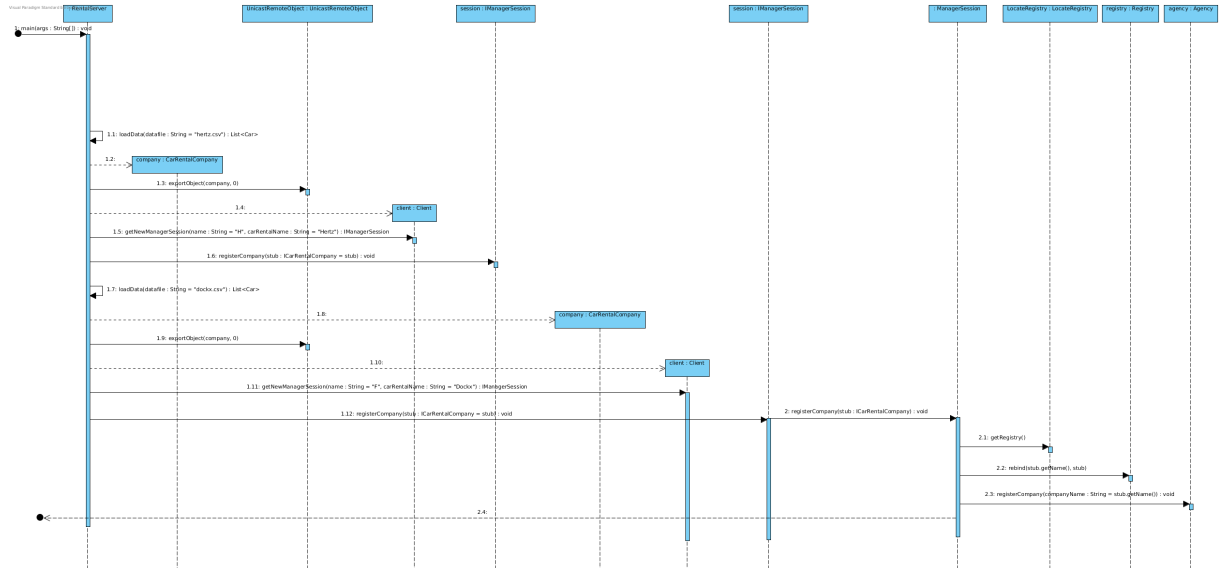 Visual Paradigm Standard
RentalServer
UnicastRemoteObject : UnicastRemoteObject
session : IManagerSession
session : IManagerSession
: ManagerSession
LocateRegistry : LocateRegistry
registry : Registry
agency : Agency
1: main(args : String[]) : void
1.1: loadData(datafile : String = "hertz.csv") : List<Car>
1.2:
company : CarRentalCompany
1.3: exportObject(company, 0)
1.4:
client : Client
1.5: getNewManagerSession(name : String = "H", carRentalName : String = "Hertz") : IManagerSession
1.6: registerCompany(stub : ICarRentalCompany = stub) : void
1.7: loadData(datafile : String = "dockx.csv") : List<Car>
1.8:
company : CarRentalCompany
1.9: exportObject(company, 0)
1.10:
client : Client
1.11: getNewManagerSession(name : String = "F", carRentalName : String = "Dockx") : IManagerSession
1.12: registerCompany(stub : ICarRentalCompany = stub) : void
2: registerCompany(stub : ICarRentalCompany) : void
2.1: getRegistry()
2.2: rebind(stub.getName(), stub)
2.3: registerCompany(companyName : String = stub.getName()) : void
2.4: